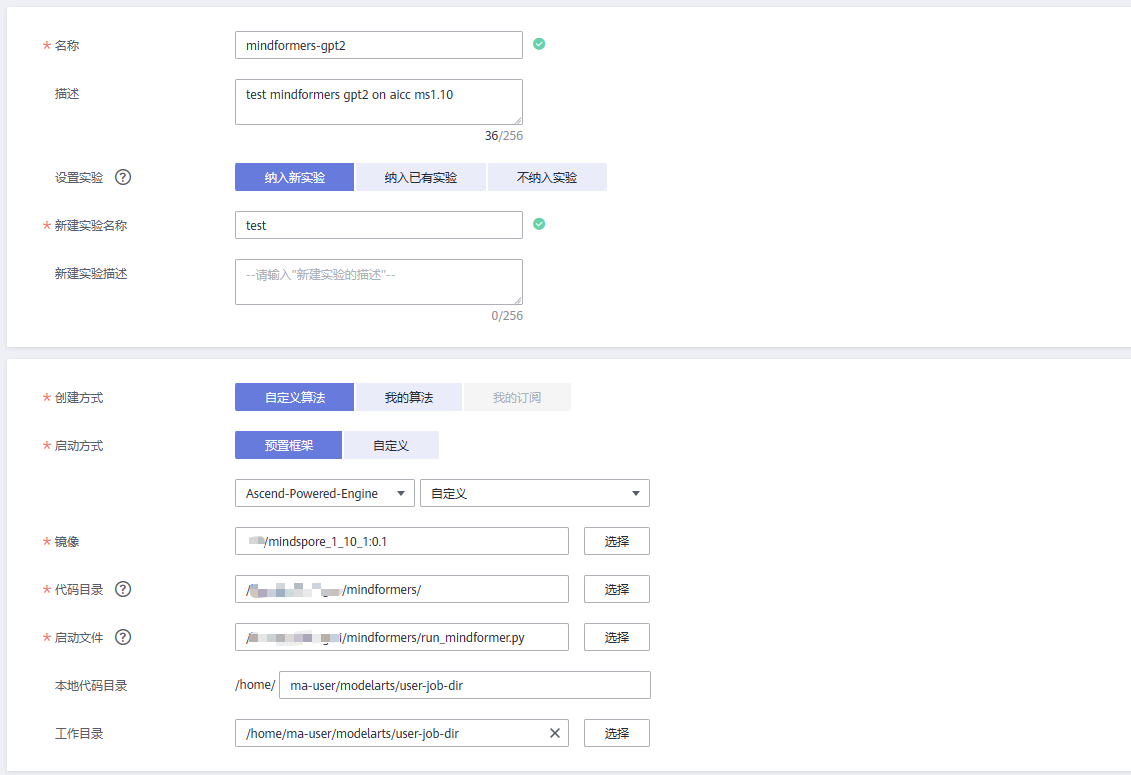 * 名称 mindformers-gpt2
描述 test mindformers gpt2 on aicc ms1.10
36/256
设置实验 ? 纳入新实验 纳入已有实验 不纳入实验
* 新建实验名称 test
新建实验描述 --请输入"新建实验的描述"--
0/256
* 创建方式 自定义算法 我的算法 我的订阅
* 启动方式 预置框架 自定义
Ascend-Powered-Engine 自定义
* 镜像 /mindspore_1_10_1:0.1 选择
* 代码目录 ? / /mindformers/ 选择
* 启动文件 ? / i/mindformers/run_mindformer.py 选择
本地代码目录 /home/ ma-user/modelarts/user-job-dir
工作目录 /home/ma-user/modelarts/user-job-dir 选择